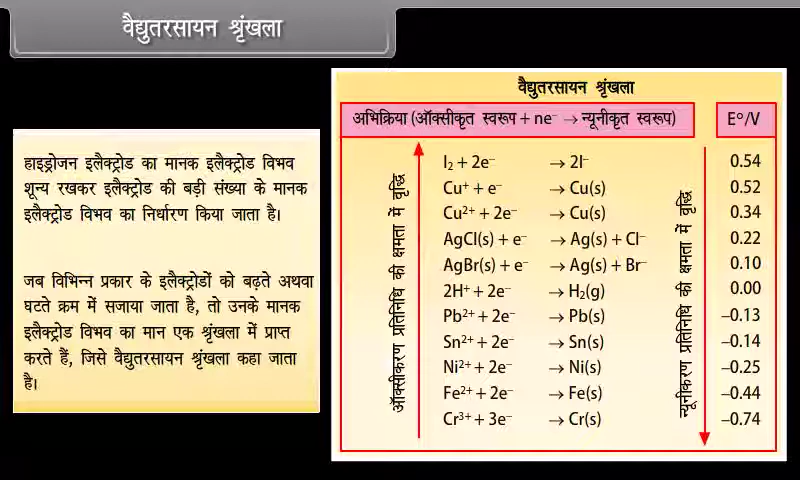 वैद्युतरसायन श्रृंखला
हाइड्रोजन इलैक्ट्रोड का मानक इलैक्ट्रोड विभव
शून्य रखकर इलैक्ट्रोड की बड़ी संख्या के मानक
इलैक्ट्रोड विभव का निर्धारण किया जाता है।
जब विभिन्न प्रकार के इलैक्ट्रोडों को बढ़ते अथवा
घटते क्रम में सजाया जाता है, तो उनके मानक
इलैक्ट्रोड विभव का मान एक श्रृंखला में प्राप्त
करते हैं, जिसे वैद्युतरसायन श्रृंखला कहा जाता
है।
वैद्युतरसायन श्रृंखला
अभिक्रिया (ऑक्सीकृत स्वरूप + ne⁻ → न्यूनीकृत स्वरूप) E°/V
ऑक्सीकरण प्रतिनिधि की क्षमता में वृद्धि
I₂ + 2e⁻ → 2I⁻ 0.54
Cu⁺ + e⁻ → Cu(s) 0.52
Cu²⁺ + 2e⁻ → Cu(s) 0.34
AgCl(s) + e⁻ → Ag(s) + Cl⁻ 0.22
AgBr(s) + e⁻ → Ag(s) + Br⁻ 0.10
2H⁺ + 2e⁻ → H₂(g) 0.00
Pb²⁺ + 2e⁻ → Pb(s) –0.13
Sn²⁺ + 2e⁻ → Sn(s) –0.14
Ni²⁺ + 2e⁻ → Ni(s) –0.25
Fe²⁺ + 2e⁻ → Fe(s) –0.44
Cr³⁺ + 3e⁻ → Cr(s) –0.74
न्यूनीकरण प्रतिनिधि की क्षमता में वृद्धि